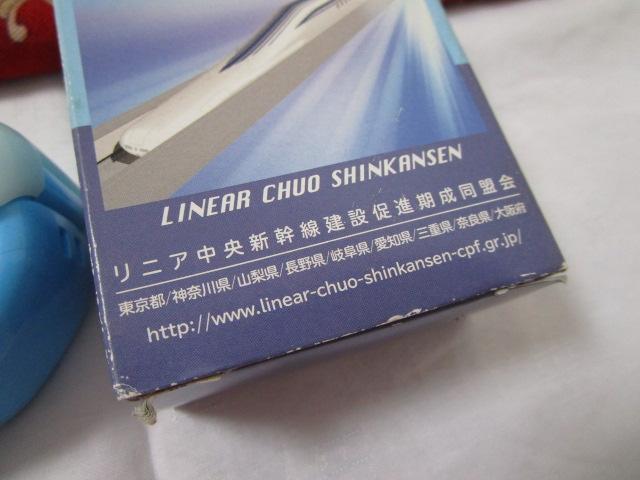 LINEAR CHUO SHINKANSEN
リニア中央新幹線建設促進期成同盟会
東京都/神奈川県/山梨県/長野県/岐阜県/愛知県/三重県/奈良県/大阪府
http://www.linear-chuo-shinkansen-cpf.gr.jp/